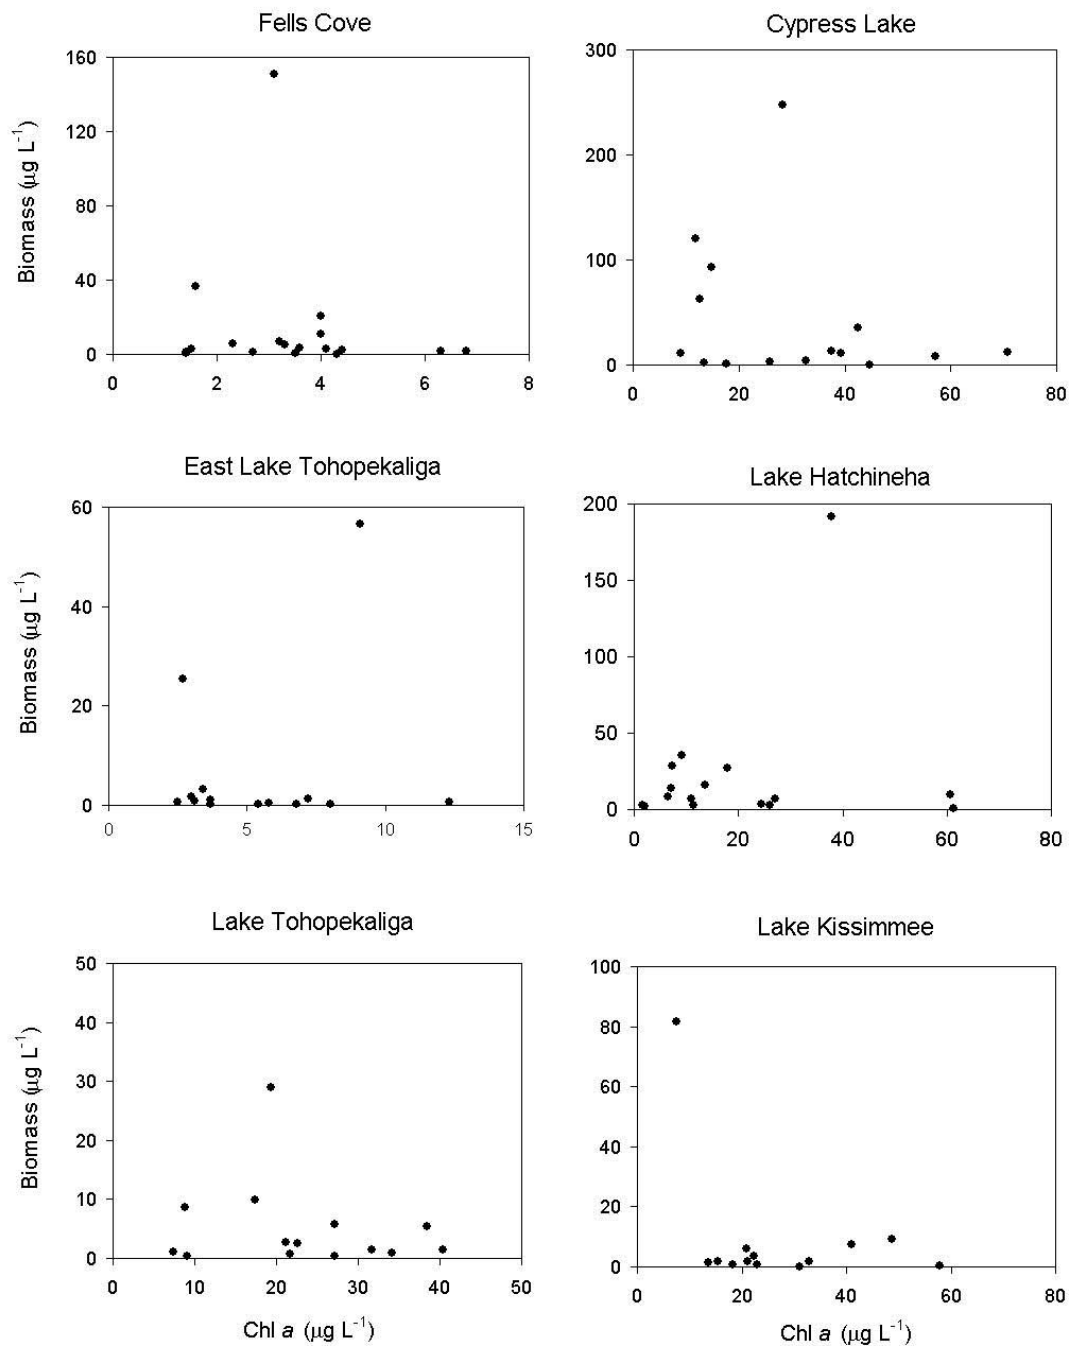 Fells Cove
160
120
80
40
0
0 2 4 6 8
Biomass (µg L-1)
Cypress Lake
300
200
100
0
0 20 40 60 80
East Lake Tohopekaliga
60
40
20
0
0 5 10 15
Biomass (µg L-1)
Lake Hatchineha
200
150
100
50
0
0 20 40 60 80
Lake Tohopekaliga
50
40
30
20
10
0
0 10 20 30 40 50
Biomass (µg L-1)
Chl a (µg L-1)
Lake Kissimmee
100
80
60
40
20
0
0 20 40 60 80
Chl a (µg L-1)